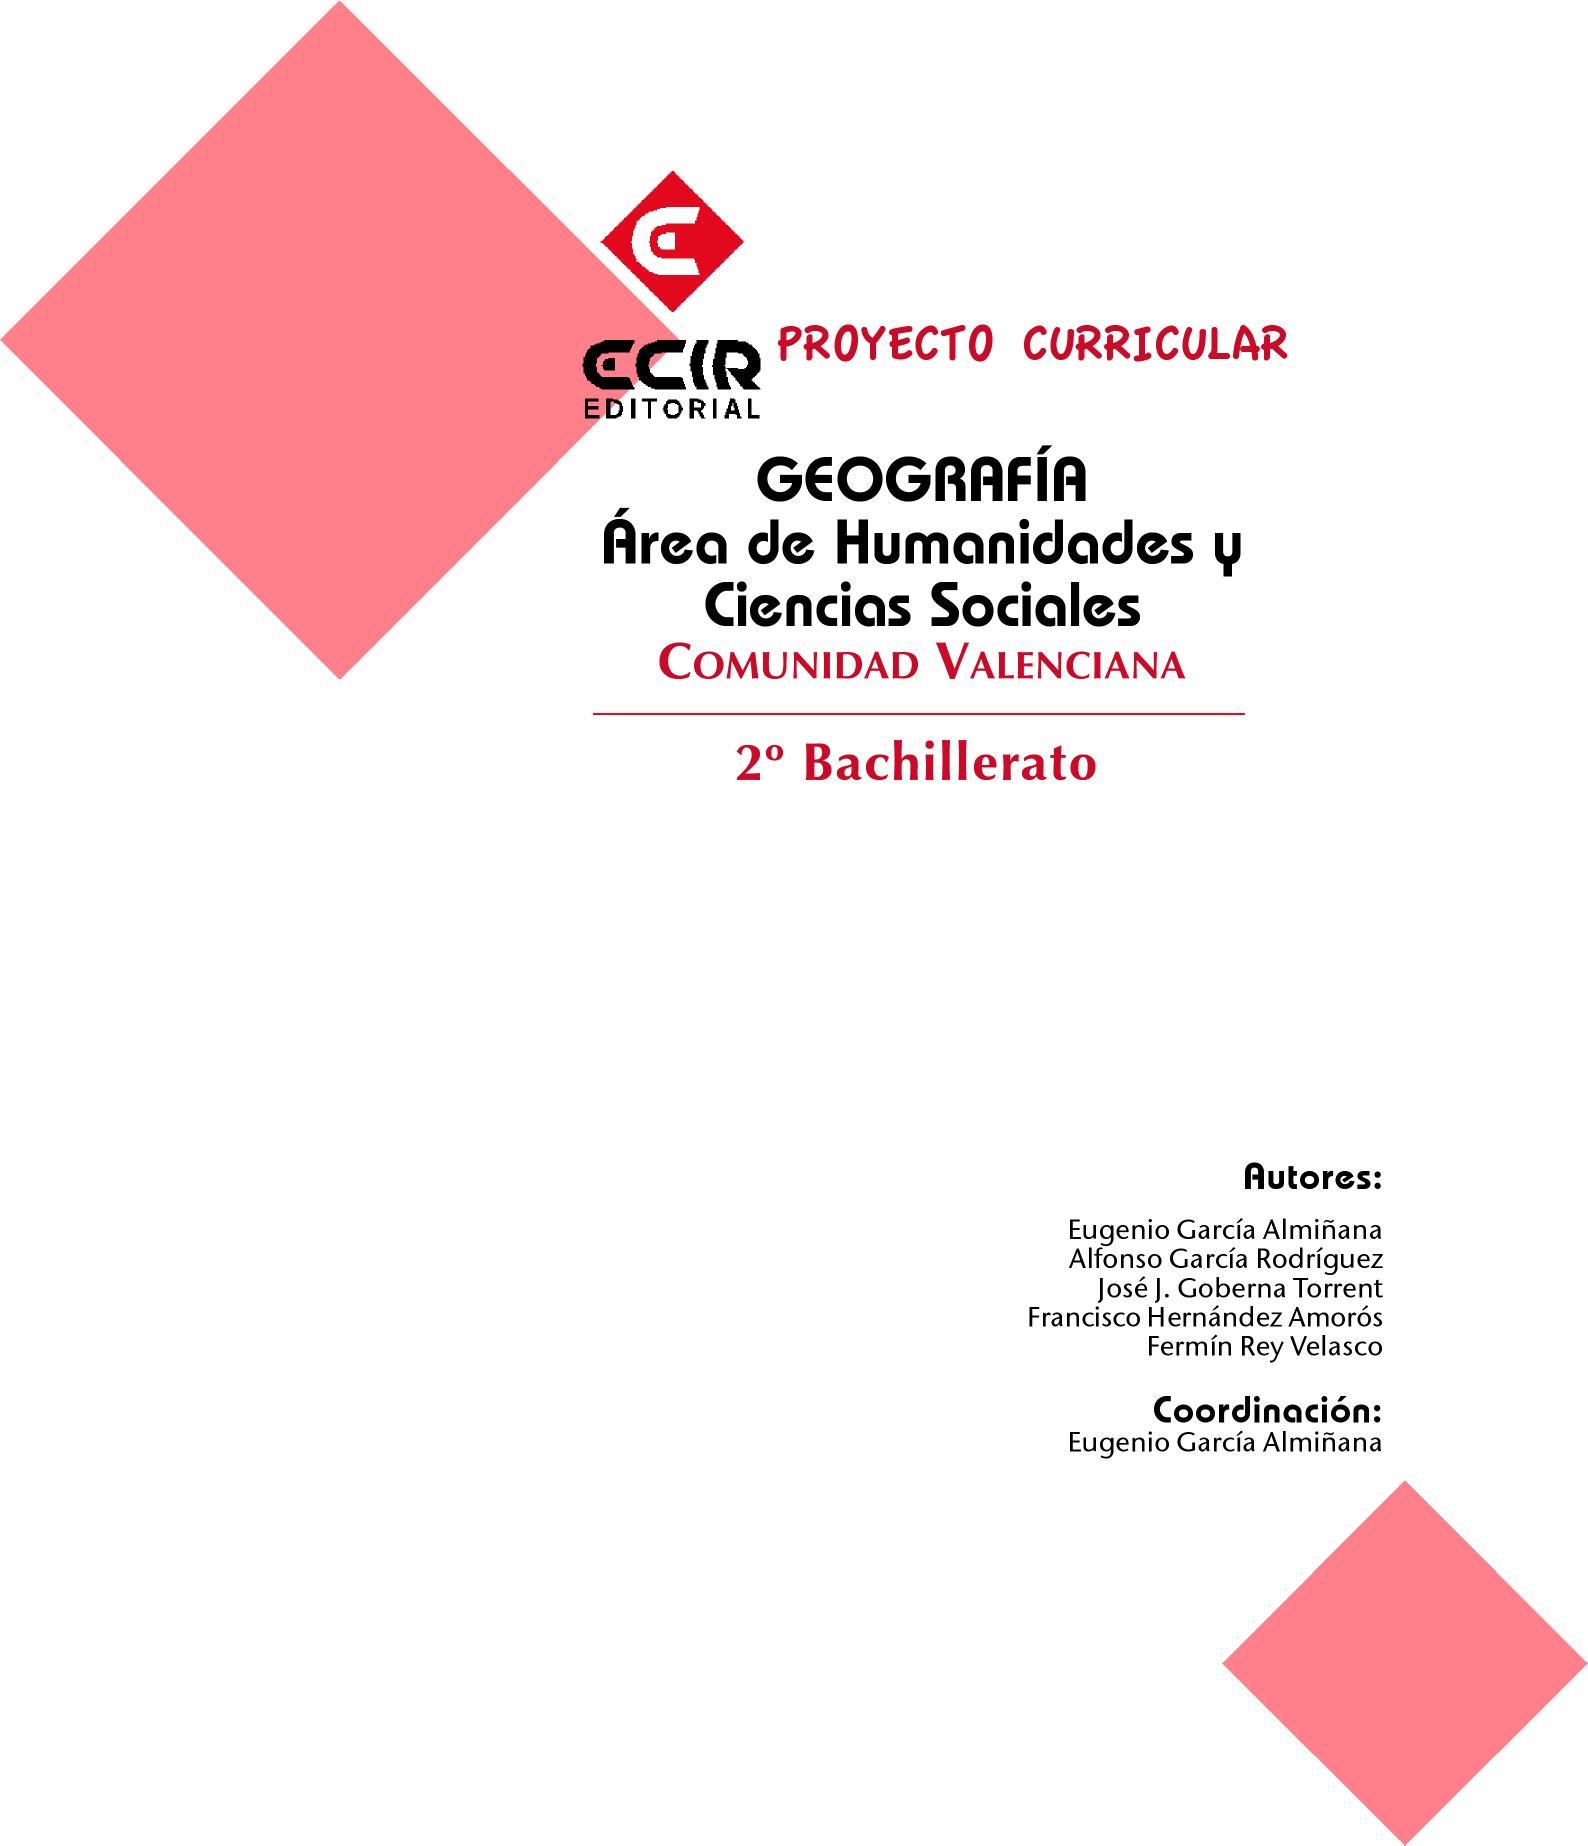 ECIR
EDITORIAL
PROYECTO CURRICULAR
GEOGRAFÍA
Área de Humanidades y
Ciencias Sociales
COMUNIDAD VALENCIANA
2º Bachillerato
Autores:
Eugenio García Almiñana
Alfonso García Rodríguez
José J. Goberna Torrent
Francisco Hernández Amorós
Fermín Rey Velasco
Coordinación:
Eugenio García Almiñana